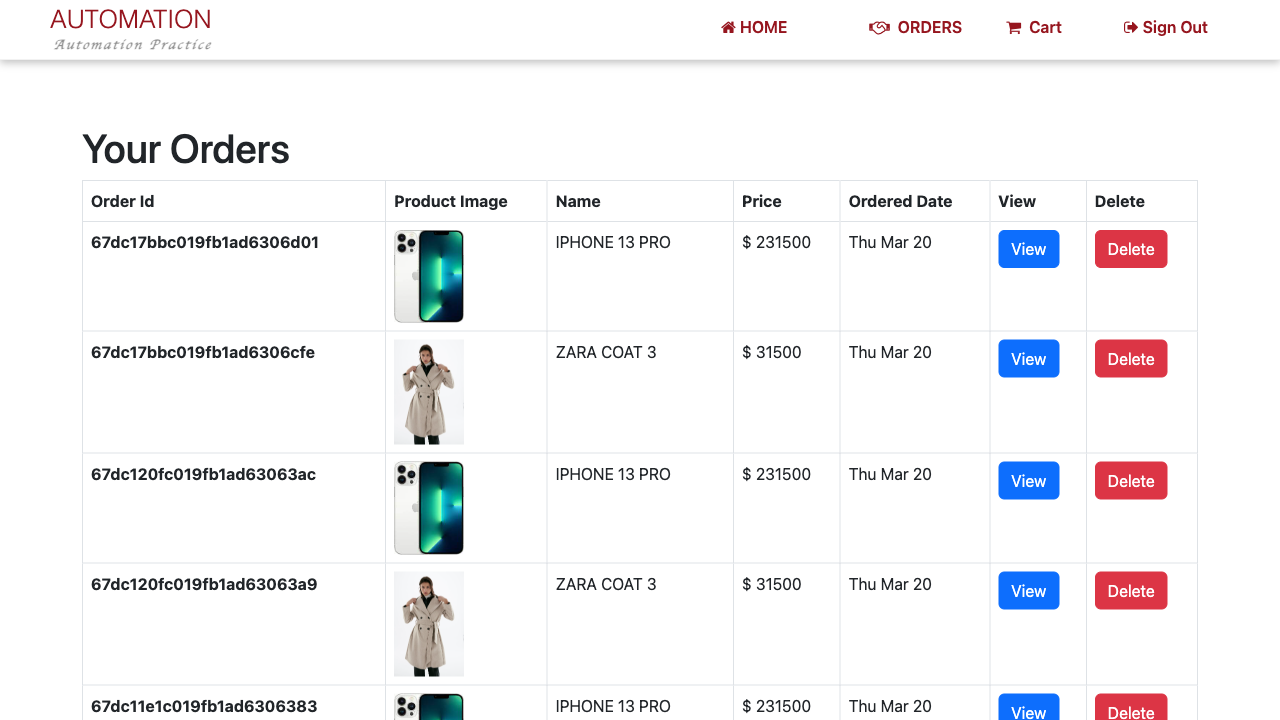 AUTOMATION
Automation Practice
HOME ORDERS Cart Sign Out
Your Orders
Order Id Product Image Name Price Ordered Date View Delete
67dc17bbc019fb1ad6306d01 IPHONE 13 PRO $ 231500 Thu Mar 20 View Delete
67dc17bbc019fb1ad6306cfe ZARA COAT 3 $ 31500 Thu Mar 20 View Delete
67dc120fc019fb1ad63063ac IPHONE 13 PRO $ 231500 Thu Mar 20 View Delete
67dc120fc019fb1ad63063a9 ZARA COAT 3 $ 31500 Thu Mar 20 View Delete
67dc11e1c019fb1ad6306383 IPHONE 13 PRO $ 231500 Thu Mar 20 View Delete